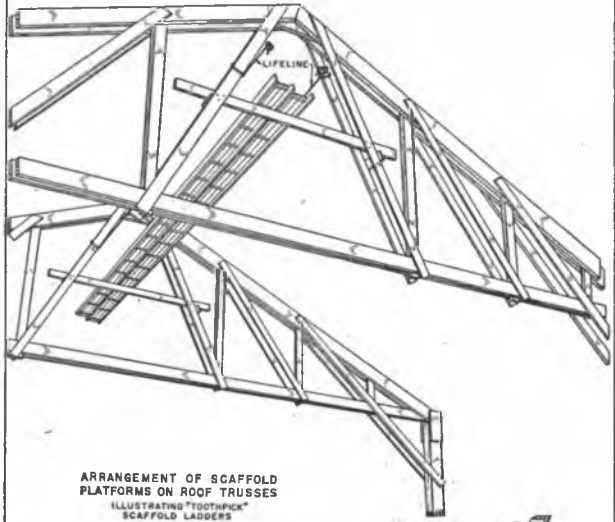 LIFELINE
ARRANGEMENT OF SCAFFOLD
PLATFORMS ON ROOF TRUSSES
ILLUSTRATING "TOOTHPICK"
SCAFFOLD LADDERS